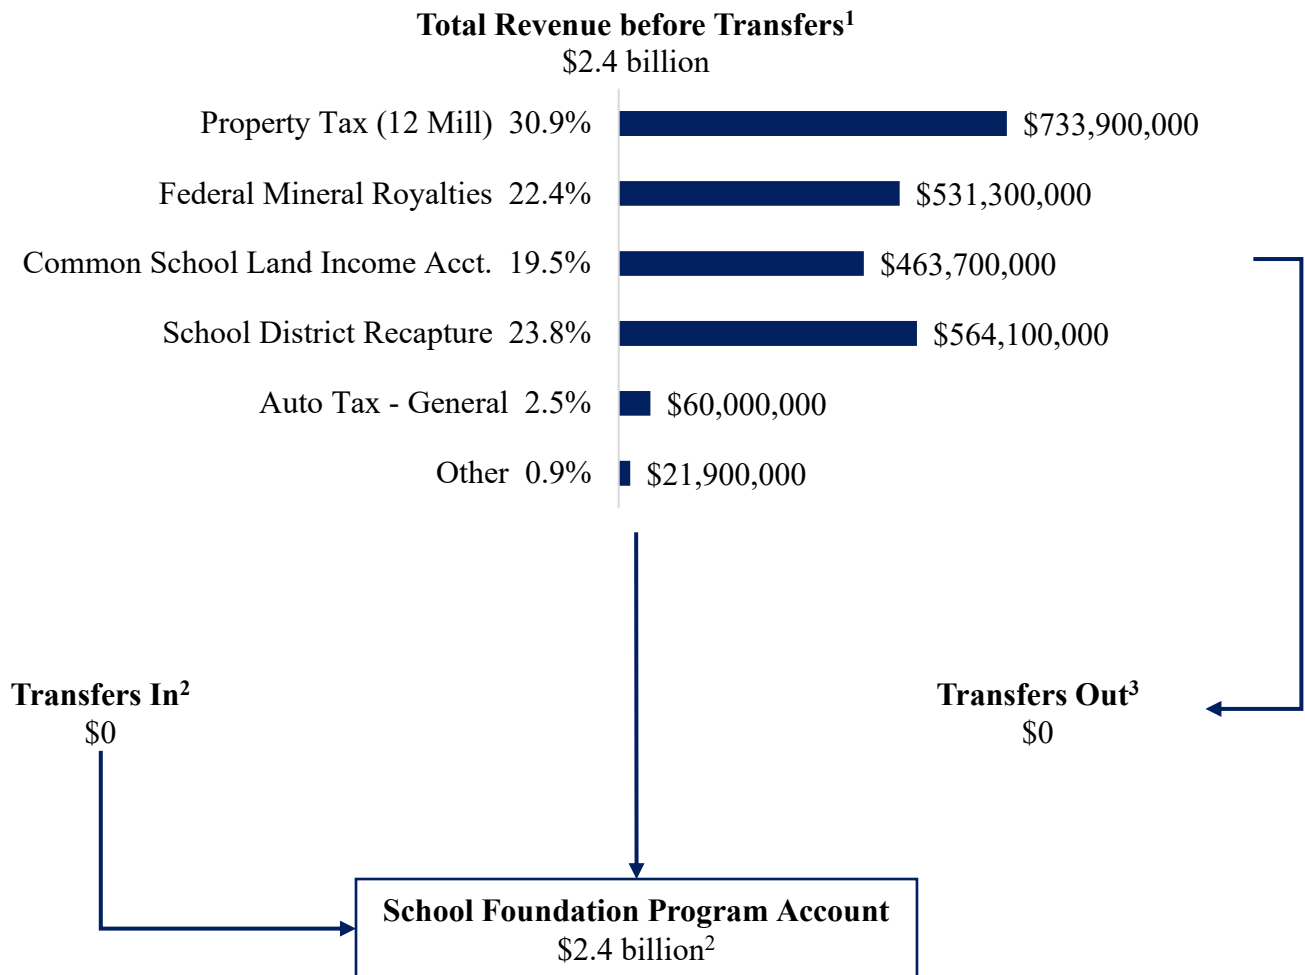 Total Revenue before Transfers¹
$2.4 billion
Property Tax (12 Mill) 30.9% $733,900,000
Federal Mineral Royalties 22.4% $531,300,000
Common School Land Income Acct. 19.5% $463,700,000
School District Recapture 23.8% $564,100,000
Auto Tax - General 2.5% $60,000,000
Other 0.9% $21,900,000
Transfers In²
$0
Transfers Out³
$0
School Foundation Program Account
$2.4 billion²